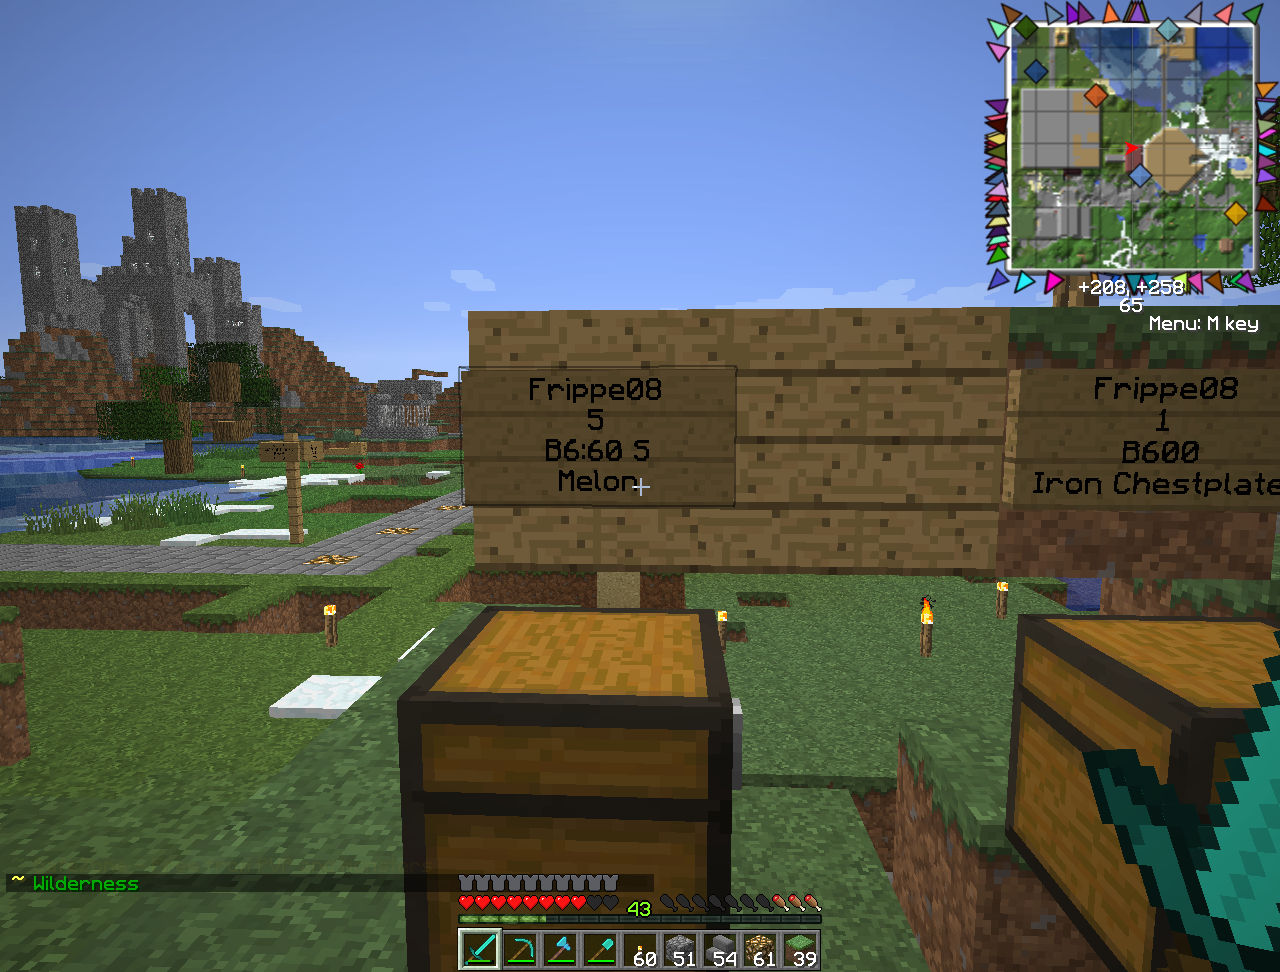 +208, +258
65
Menu: M key
Frippe08
5
B6:60 5
Melon
Frippe08
1
B600
Iron Chestplate
~ Wilderness
43
60 51 54 61 39